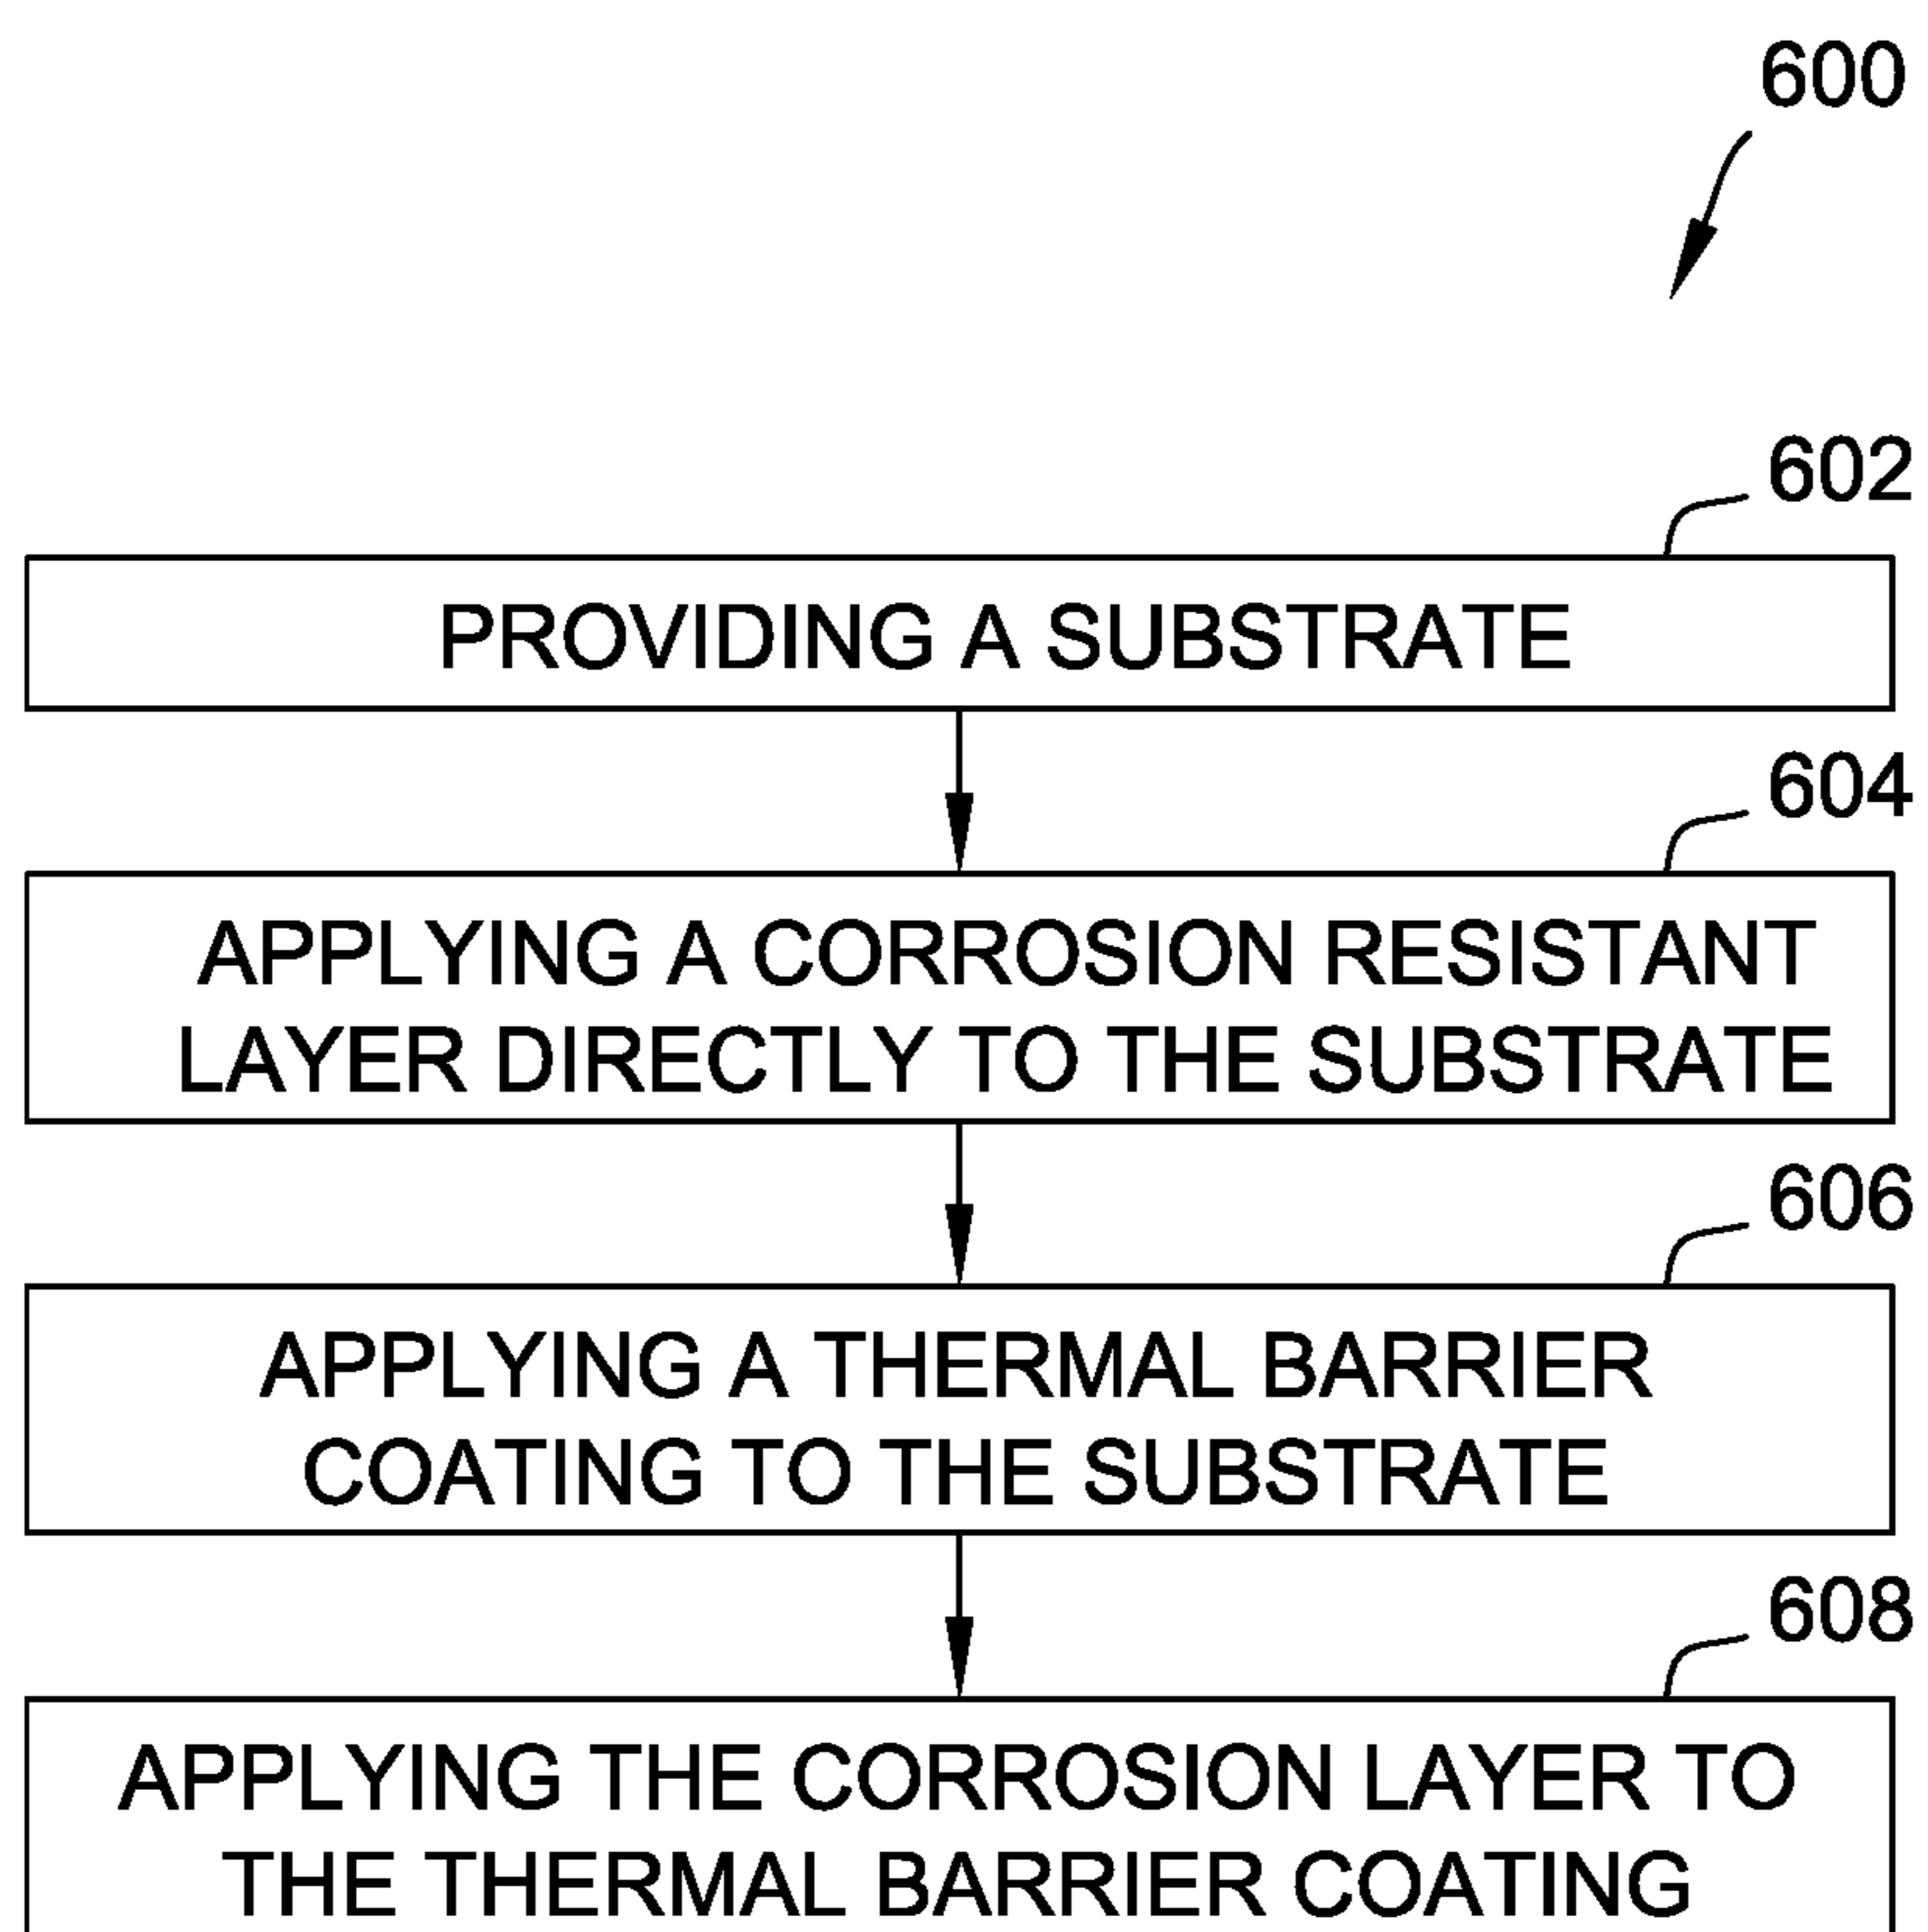 600
602
PROVIDING A SUBSTRATE
604
APPLYING A CORROSION RESISTANT
LAYER DIRECTLY TO THE SUBSTRATE
606
APPLYING A THERMAL BARRIER
COATING TO THE SUBSTRATE
608
APPLYING THE CORROSION LAYER TO
THE THERMAL BARRIER COATING